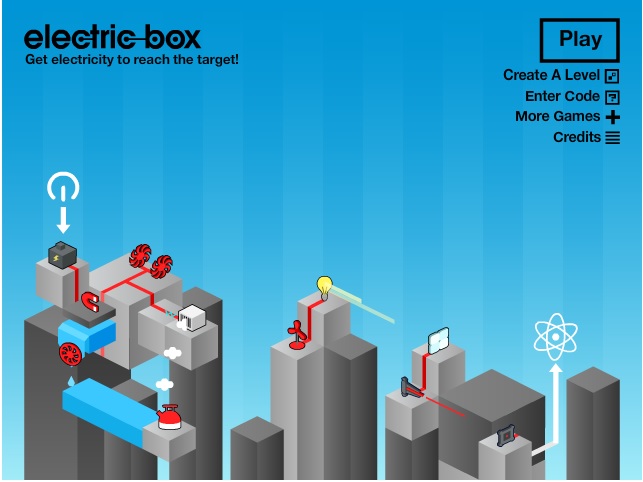 electric box
Get electricity to reach the target!
Play
Create A Level
Enter Code
More Games
Credits